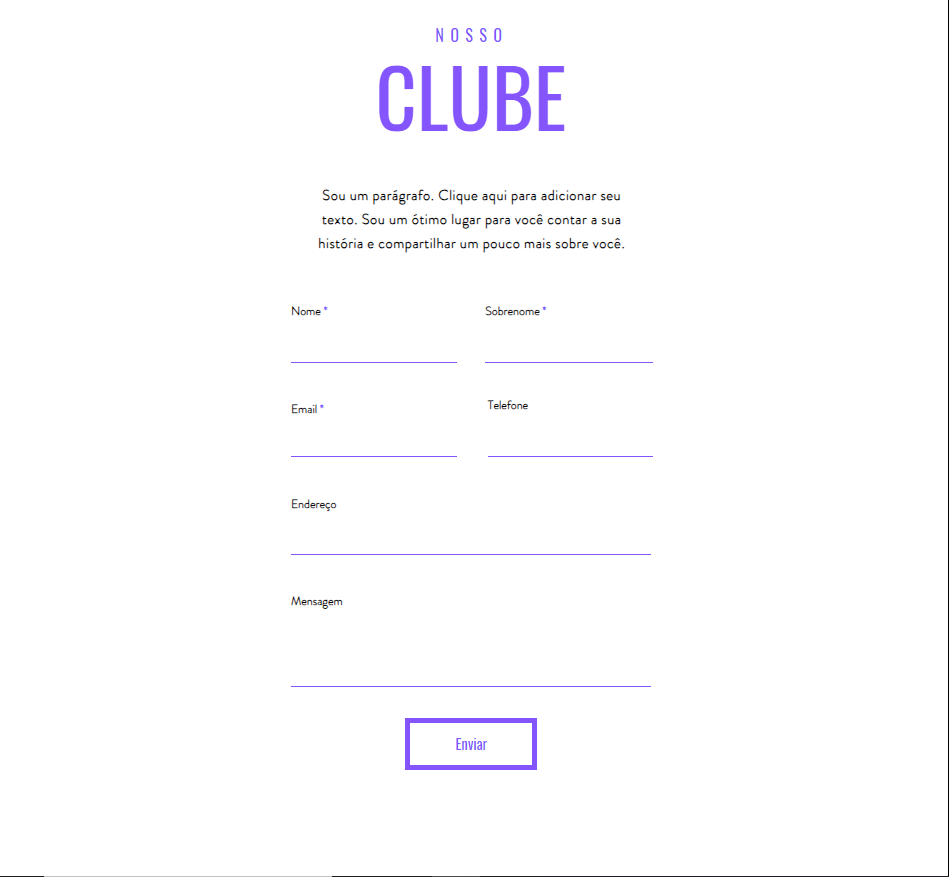 NOSSO
CLUBE
Sou um parágrafo. Clique aqui para adicionar seu
texto. Sou um ótimo lugar para você contar a sua
história e compartilhar um pouco mais sobre você.
Nome *
Sobrenome *
Email *
Telefone
Endereço
Mensagem
Enviar